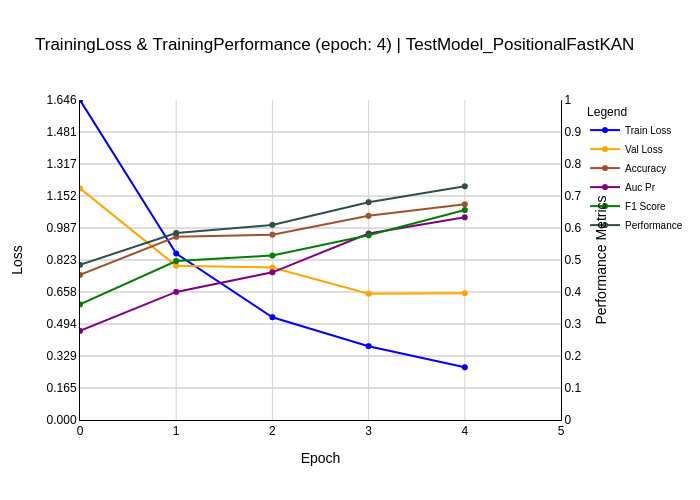 TrainingLoss & TrainingPerformance (epoch: 4) | TestModel_PositionalFastKAN
1.646
1.481
1.317
1.152
0.987
0.823
0.658
0.494
0.329
0.165
0.000
Loss
0 1 2 3 4 5
Epoch
1
0.9
0.8
0.7
0.6
0.5
0.4
0.3
0.2
0.1
0
Performance Metrics
Legend
Train Loss
Val Loss
Accuracy
Auc Pr
F1 Score
Performance